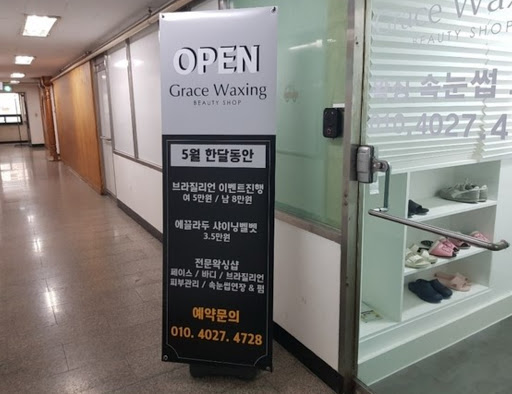 OPEN
Grace Waxing
BEAUTY SHOP
5월 한달동안
브라질리언 이벤트진행
여 5만원 / 남 8만원
에끌라두 샤이닝벨벳
3.5만원
전문왁싱샵
페이스 / 바디 / 브라질리언
피부관리 / 속눈썹연장 & 펌
예약문의
010. 4027. 4728
Grace Waxing
BEAUTY SHOP
속눈썹
010.4027.4